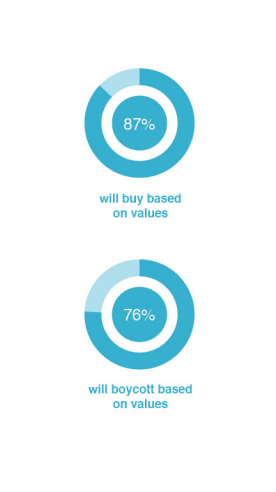 87%
will buy based
on values
76%
will boycott based
on values